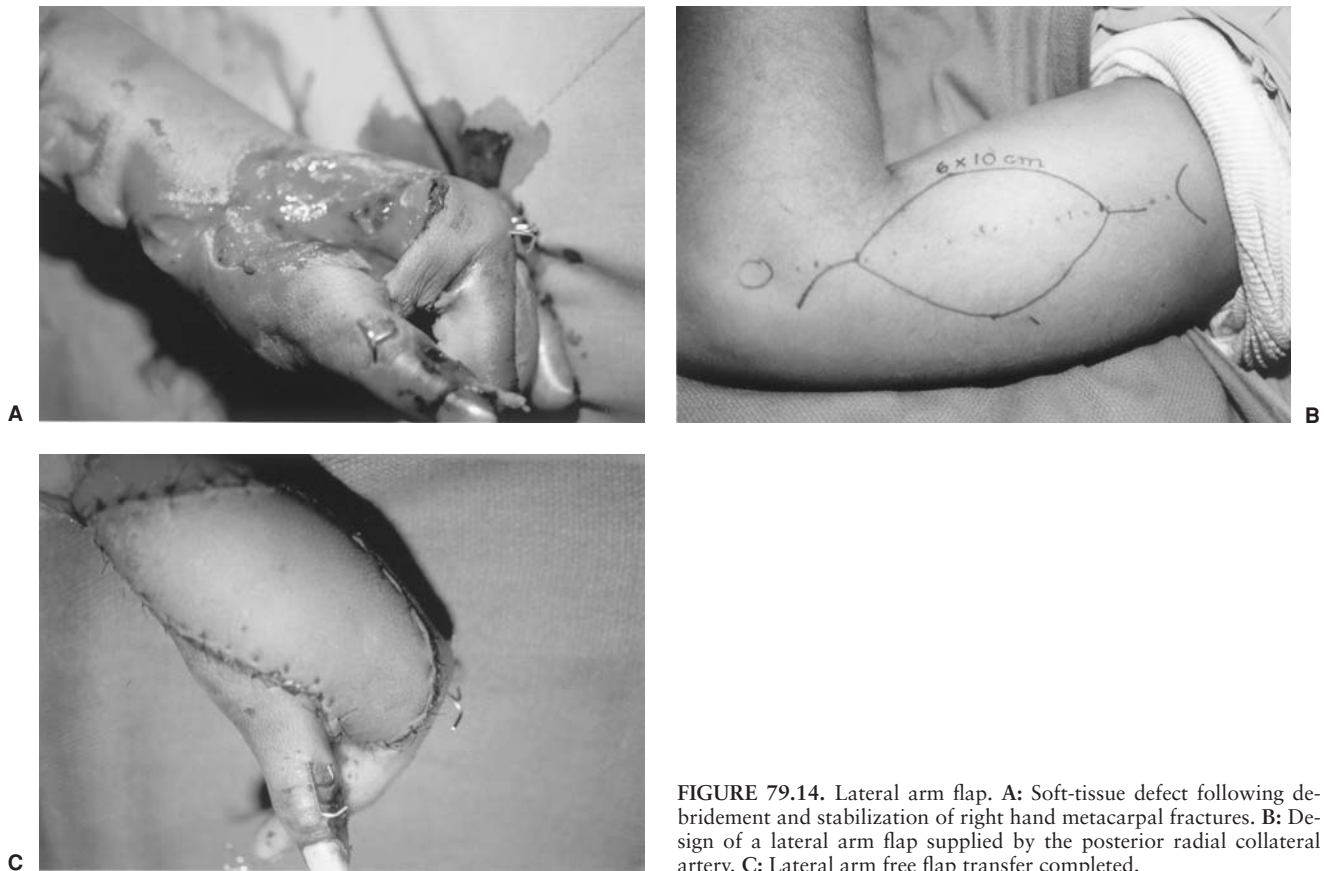 6 x 10 cm
A
B
C
FIGURE 79.14. Lateral arm flap. A: Soft-tissue defect following de-
bridement and stabilization of right hand metacarpal fractures. B: De-
sign of a lateral arm flap supplied by the posterior radial collateral
artery. C: Lateral arm free flap transfer completed.